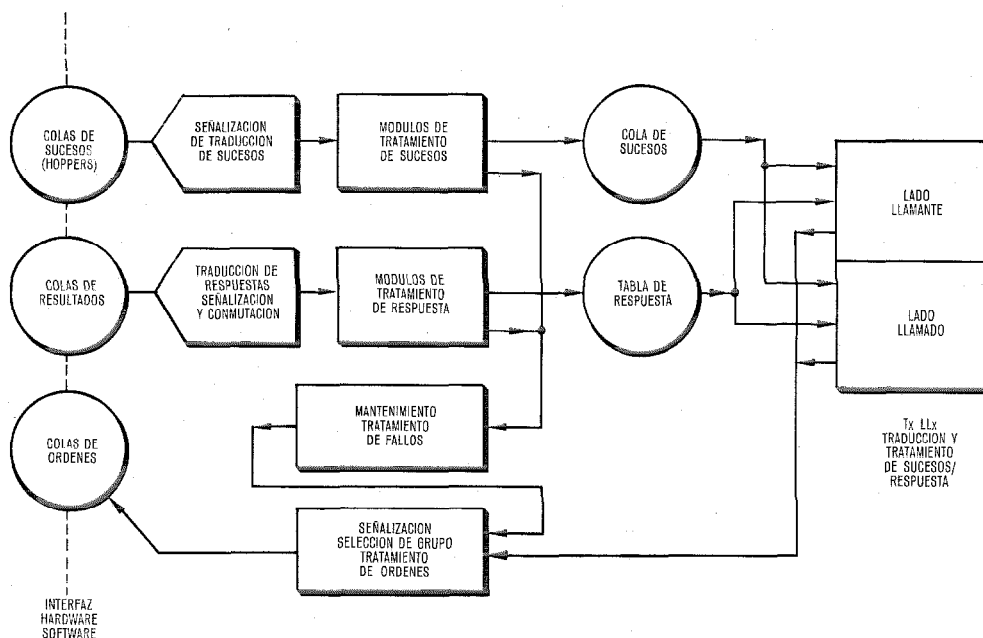 COLAS DE
SUCESOS
(HOPPERS)
SEÑALIZACION
DE TRADUCCION
DE SUCESOS
MODULOS DE
TRATAMIENTO
DE SUCESOS
COLA DE
SUCESOS
LADO
LLAMANTE
COLAS DE
RESULTADOS
TRADUCCION DE
RESPUESTAS
SEÑALIZACION
Y CONMUTACION
MODULOS DE
TRATAMIENTO
DE RESPUESTA
TABLA DE
RESPUESTA
LADO
LLAMADO
COLAS DE
ORDENES
MANTENIMIENTO
TRATAMIENTO
DE FALLOS
Tx LLx
TRADUCCION Y
TRATAMIENTO
DE SUCESOS/
RESPUESTA
SEÑALIZACION
SELECCION DE GRUPO
TRATAMIENTO
DE ORDENES
INTERFAZ
HARDWARE
SOFTWARE